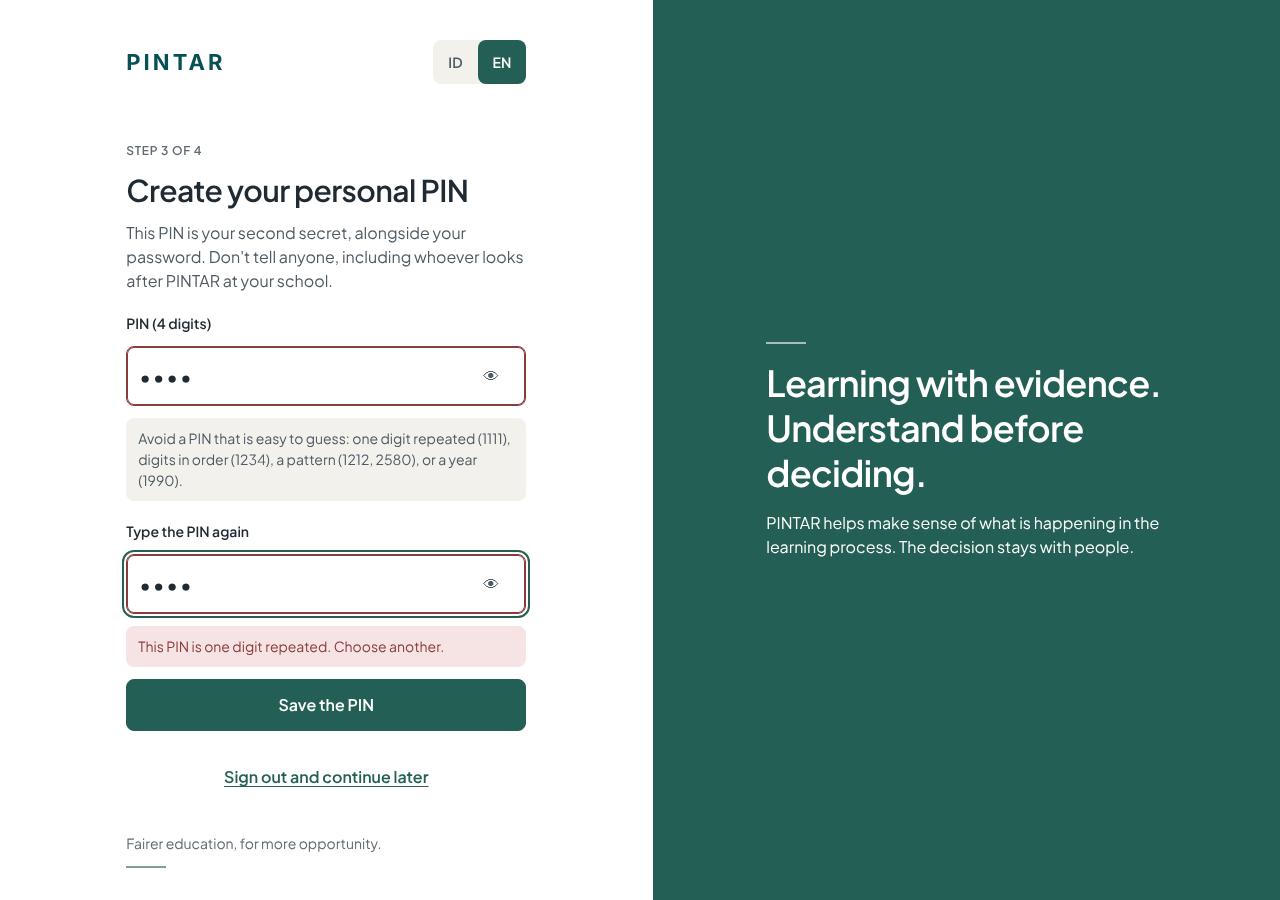 PINTAR
ID EN
STEP 3 OF 4
Create your personal PIN
This PIN is your second secret, alongside your
password. Don't tell anyone, including whoever looks
after PINTAR at your school.
PIN (4 digits)
••••
Avoid a PIN that is easy to guess: one digit repeated (1111),
digits in order (1234), a pattern (1212, 2580), or a year
(1990).
Type the PIN again
••••
This PIN is one digit repeated. Choose another.
Save the PIN
Sign out and continue later
Fairer education, for more opportunity.
Learning with evidence.
Understand before
deciding.
PINTAR helps make sense of what is happening in the
learning process. The decision stays with people.